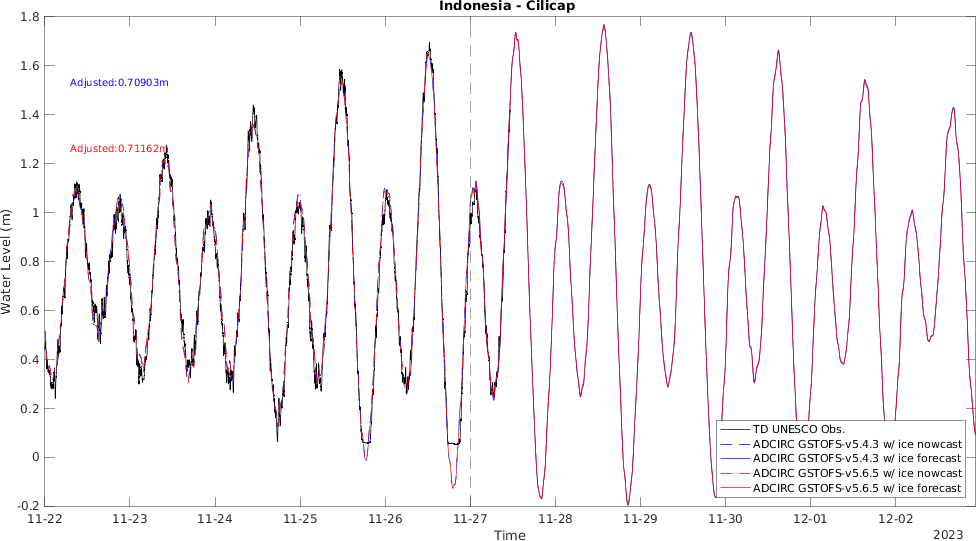 Indonesia - Cilicap
1.8
1.6
1.4
1.2
1
0.8
0.6
0.4
0.2
0
-0.2
Water Level (m)
Adjusted:0.70903m
Adjusted:0.71162m
TD UNESCO Obs.
ADCIRC GSTOFS-v5.4.3 w/ ice nowcast
ADCIRC GSTOFS-v5.4.3 w/ ice forecast
ADCIRC GSTOFS-v5.6.5 w/ ice nowcast
ADCIRC GSTOFS-v5.6.5 w/ ice forecast
11-22 11-23 11-24 11-25 11-26 11-27 11-28 11-29 11-30 12-01 12-02
Time
2023